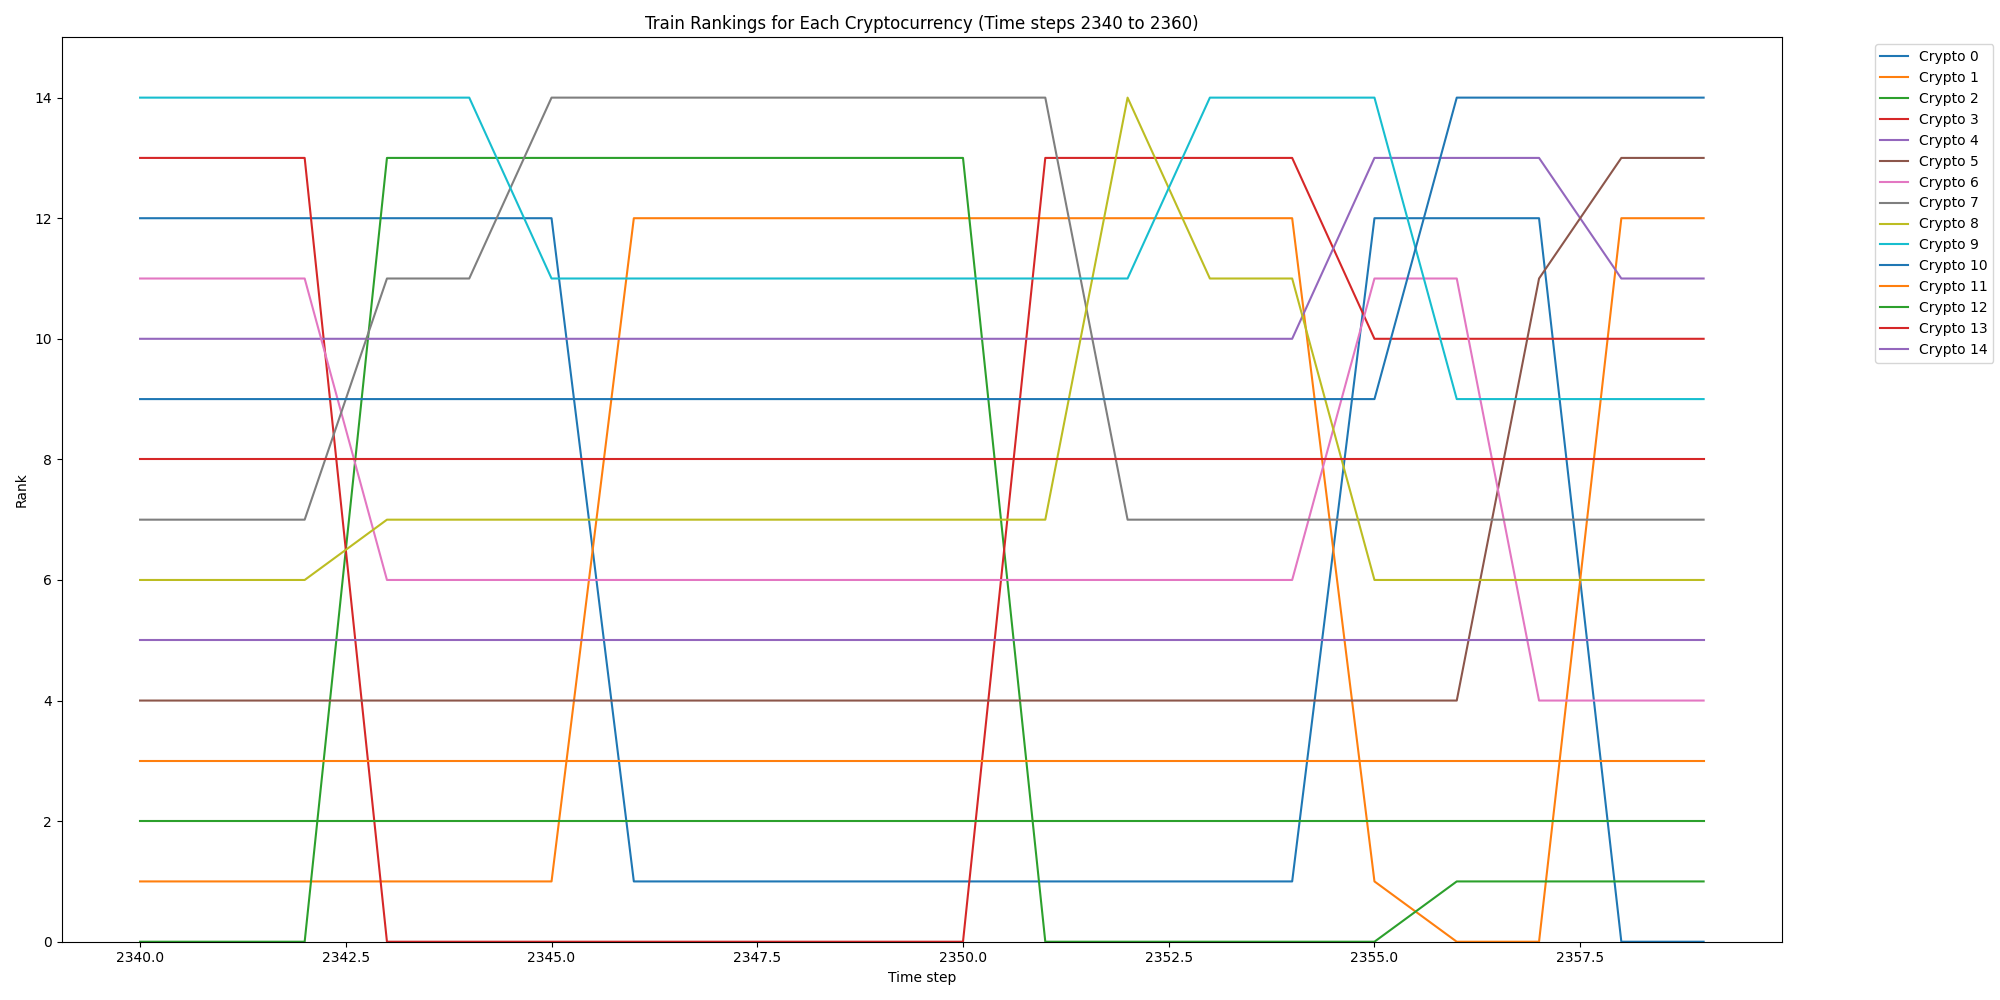 Train Rankings for Each Cryptocurrency (Time steps 2340 to 2360)
Rank
14
12
10
8
6
4
2
0
2340.0 2342.5 2345.0 2347.5 2350.0 2352.5 2355.0 2357.5
Time step
Crypto 0
Crypto 1
Crypto 2
Crypto 3
Crypto 4
Crypto 5
Crypto 6
Crypto 7
Crypto 8
Crypto 9
Crypto 10
Crypto 11
Crypto 12
Crypto 13
Crypto 14